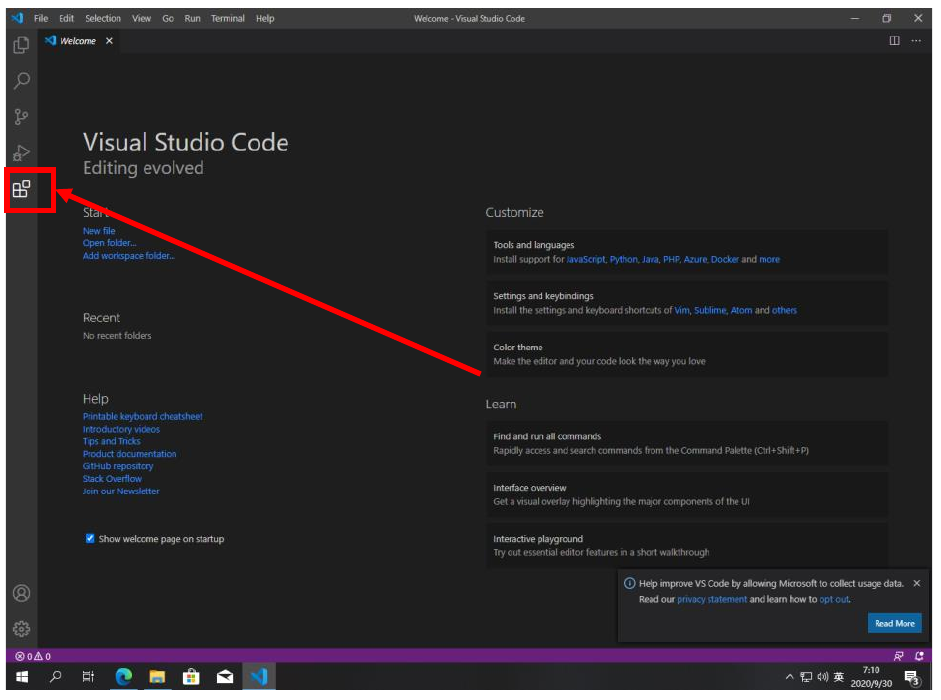 File Edit Selection View Go Run Terminal Help
Welcome - Visual Studio Code
Welcome
Visual Studio Code
Editing evolved
Start
New file
Open folder...
Add workspace folder...
Recent
No recent folders
Help
Printable keyboard cheatsheet
Introductory videos
Tips and Tricks
Product documentation
GitHub repository
Stack Overflow
Join our Newsletter
Show welcome page on startup
Customize
Tools and languages
Install support for JavaScript, Python, Java, PHP, Azure, Docker and more
Settings and keybindings
Install the settings and keyboard shortcuts of Vim, Sublime, Atom and others
Color theme
Make the editor and your code look the way you love
Learn
Find and run all commands
Rapidly access and search commands from the Command Palette (Ctrl+Shift+P)
Interface overview
Get a visual overlay highlighting the major components of the UI
Interactive playground
Try out essential editor features in a short walkthrough
Help improve VS Code by allowing Microsoft to collect usage data.
Read our privacy statement and learn how to opt out.
Read More
0 0
英
7:10
2020/9/30
3